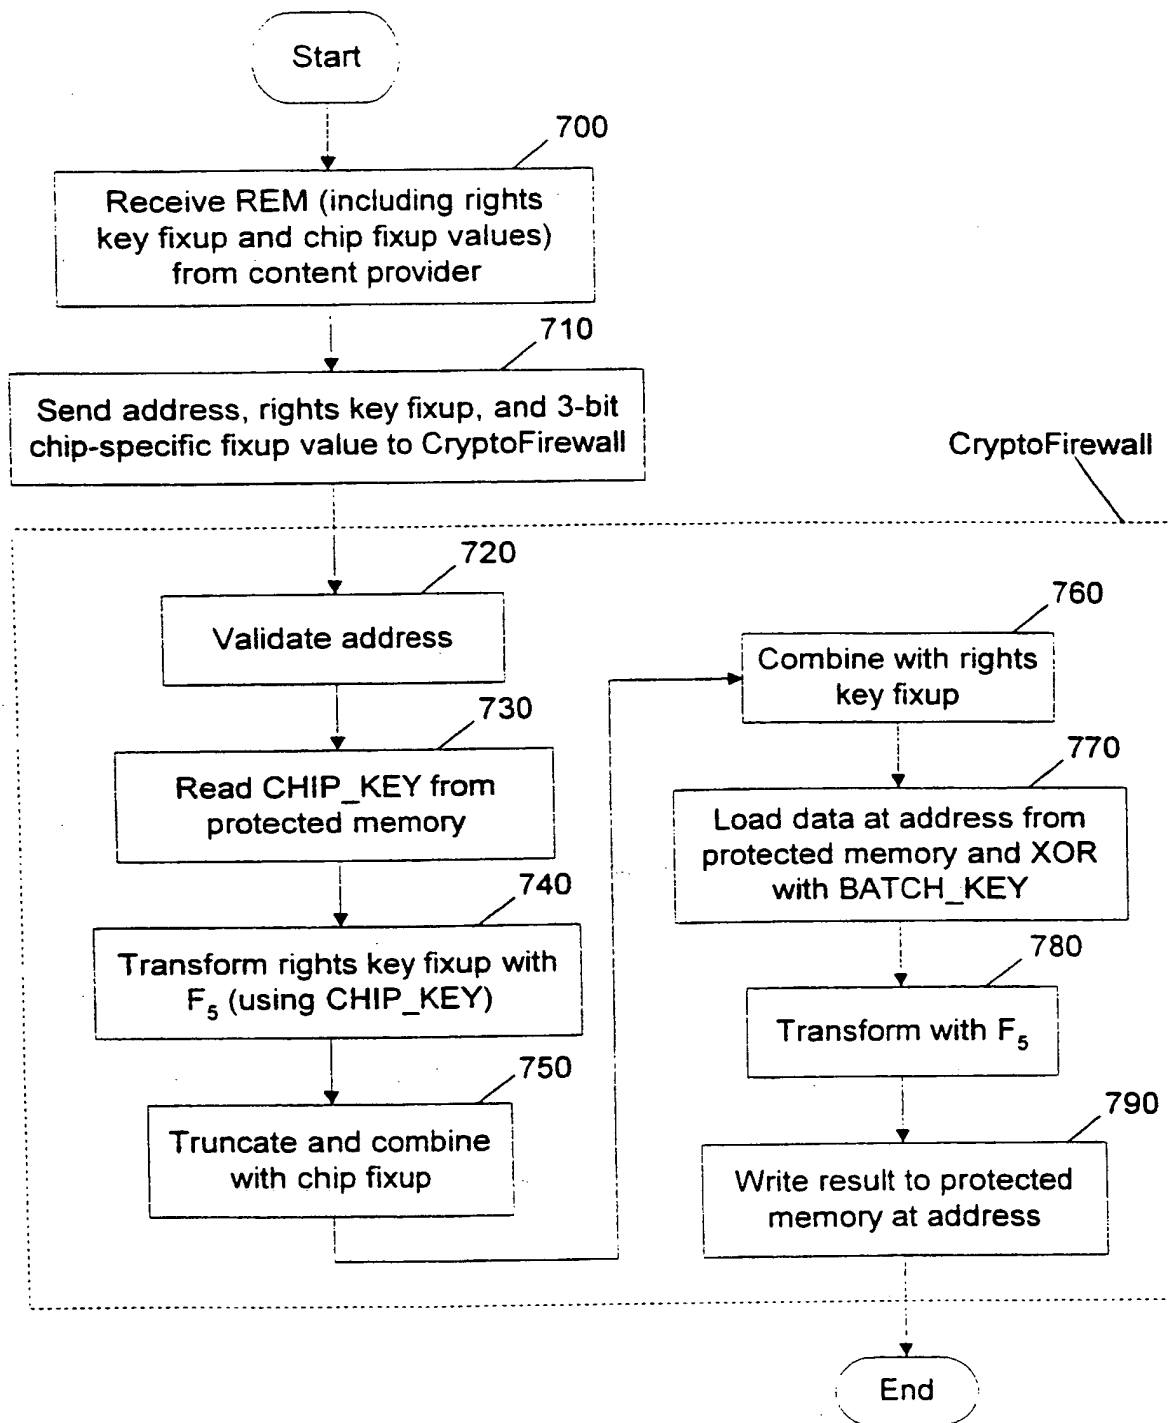 Start
700
Receive REM (including rights
key fixup and chip fixup values)
from content provider
710
Send address, rights key fixup, and 3-bit
chip-specific fixup value to CryptoFirewall
CryptoFirewall
720
Validate address
730
Read CHIP_KEY from
protected memory
740
Transform rights key fixup with
F5 (using CHIP_KEY)
750
Truncate and combine
with chip fixup
760
Combine with rights
key fixup
770
Load data at address from
protected memory and XOR
with BATCH_KEY
780
Transform with F5
790
Write result to protected
memory at address
End